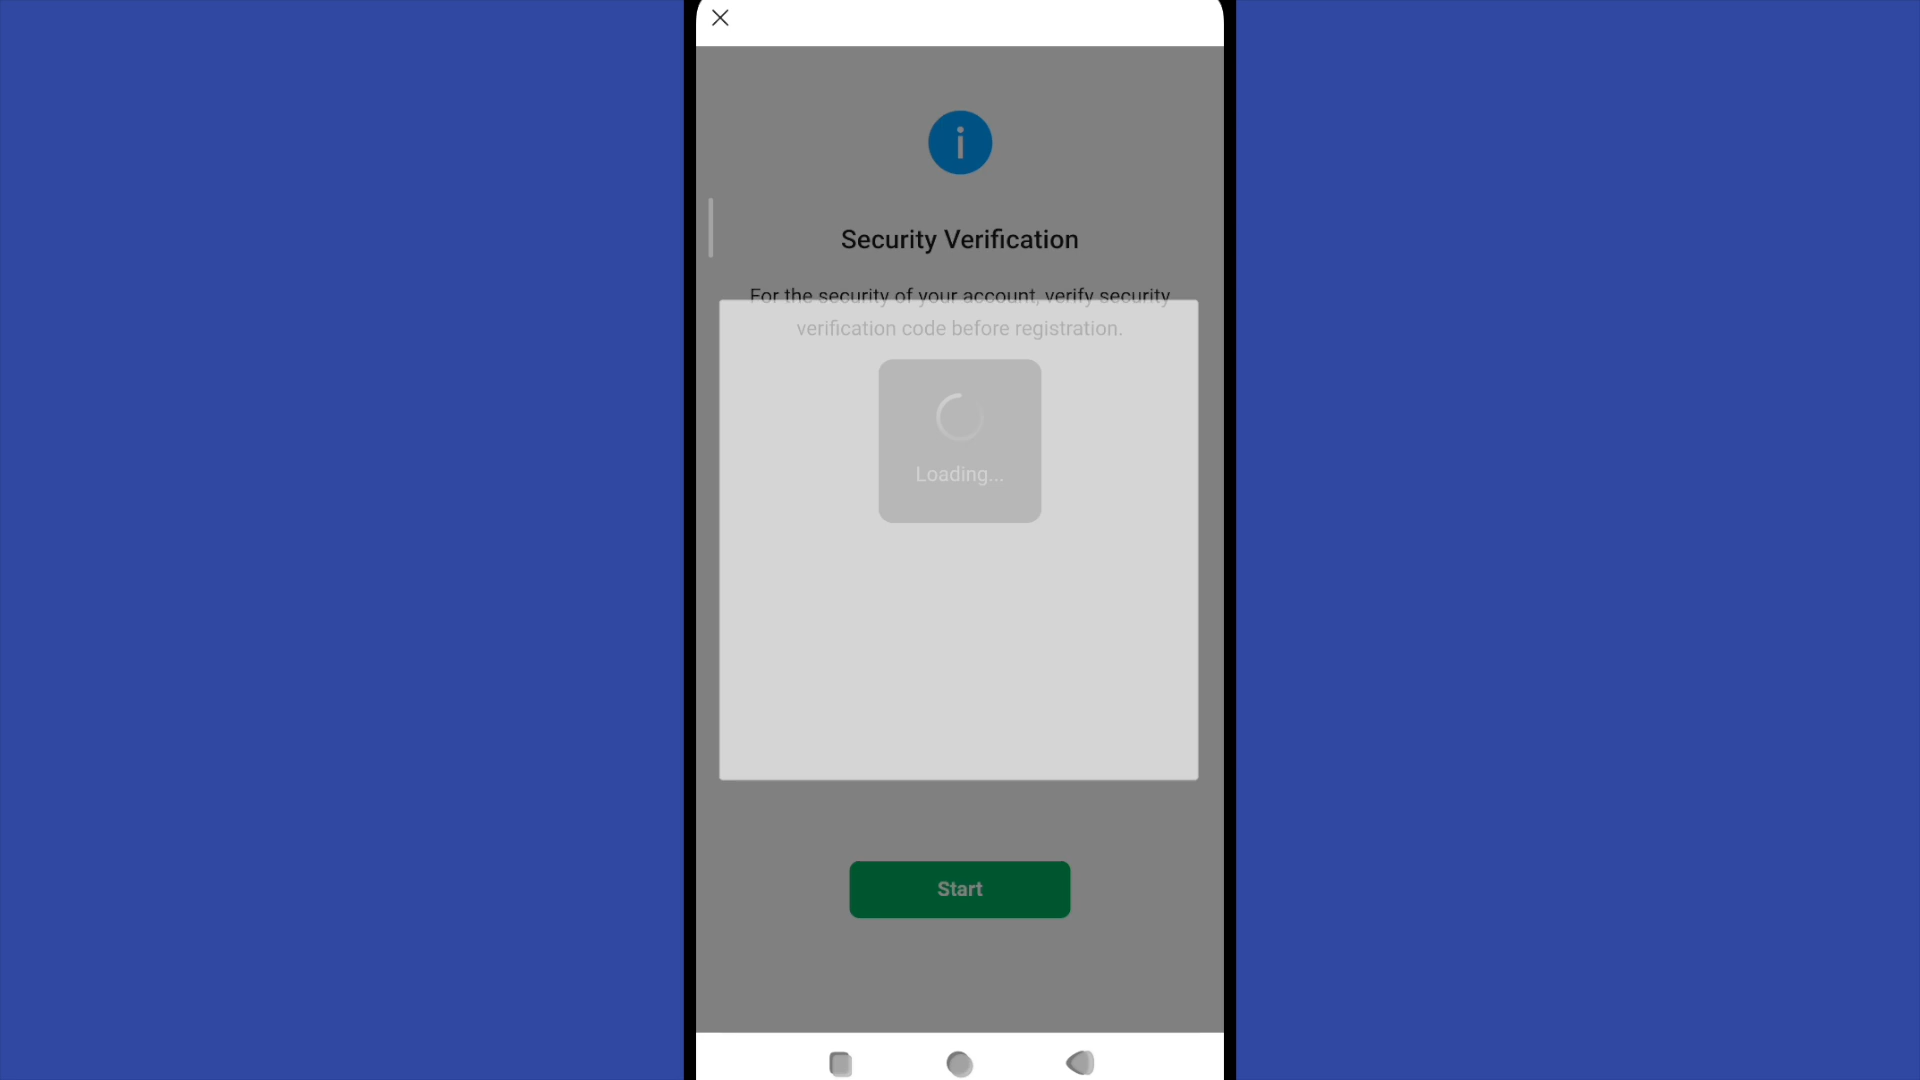 Security Verification
For the security of your account, verify security
verification code before registration.
Loading...
Start